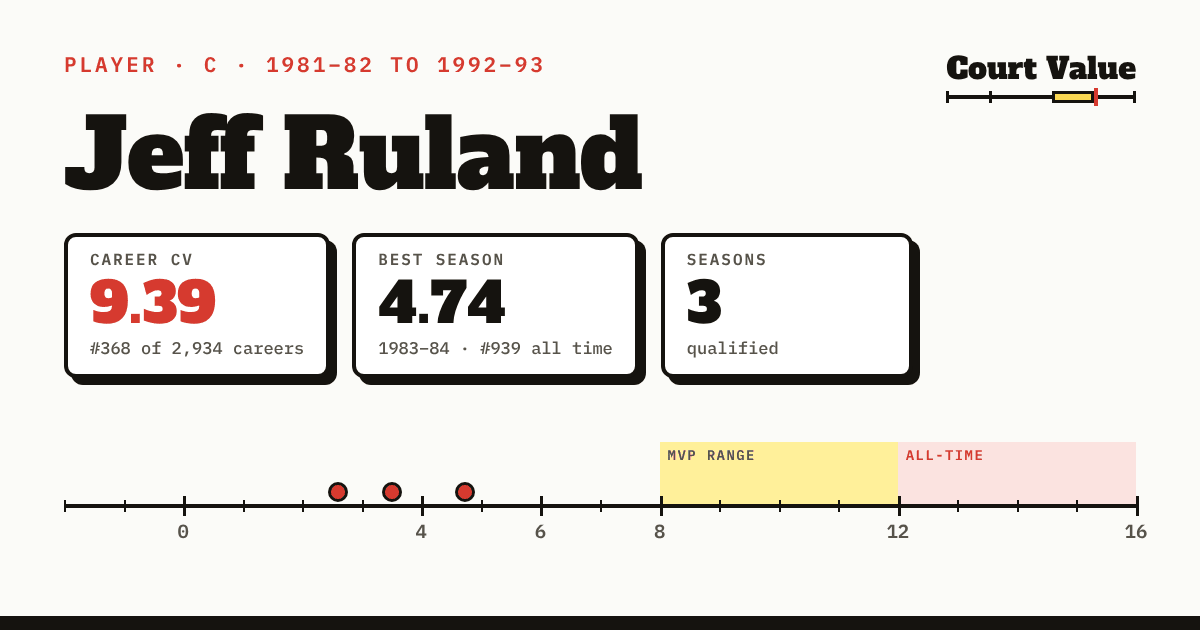 PLAYER · C · 1981–82 TO 1992–93
Court Value
Jeff Ruland
CAREER CV
9.39
#368 of 2,934 careers
BEST SEASON
4.74
1983–84 · #939 all time
SEASONS
3
qualified
MVP RANGE
ALL-TIME
0 4 6 8 12 16